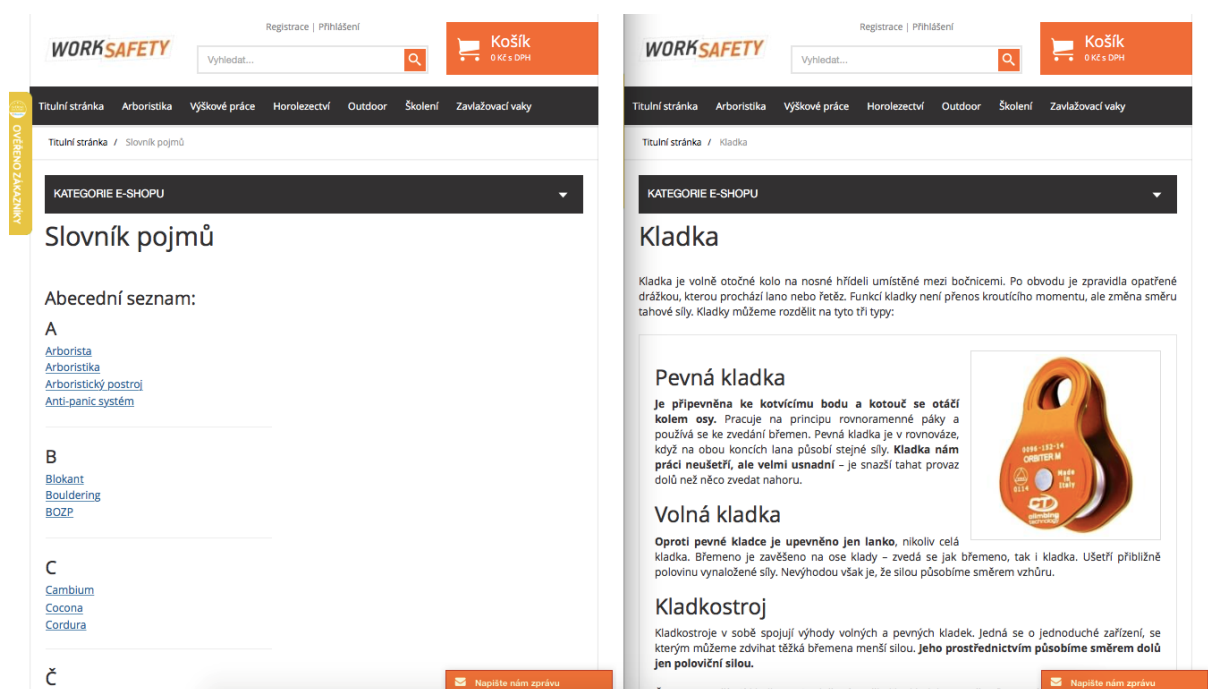 Registrace | Přihlášení
WORKSAFETY
Vyhledat...
Košík
0 Kč s DPH
Titulní stránka Arboristika Výškové práce Horolezectví Outdoor Školení Zavlažovací vaky
OVĚŘENO ZÁKAZNÍKY
Titulní stránka / Slovník pojmů
KATEGORIE E-SHOPU
Slovník pojmů
Abecední seznam:
A
Arborista
Arboristika
Arboristický postroj
Anti-panic systém
B
Blokant
Bouldering
BOZP
C
Cambium
Cocona
Cordura
Č
Napište nám zprávu
Registrace | Přihlášení
WORKSAFETY
Vyhledat...
Košík
0 Kč s DPH
Titulní stránka Arboristika Výškové práce Horolezectví Outdoor Školení Zavlažovací vaky
Titulní stránka / Kladka
KATEGORIE E-SHOPU
Kladka
Kladka je volně otočné kolo na nosné hřídeli umístěné mezi bočnicemi. Po obvodu je zpravidla opatřené
drážkou, kterou prochází lano nebo řetěz. Funkcí kladky není přenos kroutícího momentu, ale změna směru
tahové síly. Kladky můžeme rozdělit na tyto tři typy:
Pevná kladka
Je připevněna ke kotvícímu bodu a kotouč se otáčí
kolem osy. Pracuje na principu rovnoramenné páky a
používá se ke zvedání břemen. Pevná kladka je v rovnováze,
když na obou koncích lana působí stejné síly. Kladka nám
práci neušetří, ale velmi usnadní – je snazší tahat provaz
dolů než něco zvedat nahoru.
9096-192-14
ORBITER M
0114
Made
in
Italy
climbing
technology
Volná kladka
Oproti pevné kladce je upevněno jen lanko, nikoliv celá
kladka. Břemeno je zavěšeno na ose klady – zvedá se jak břemeno, tak i kladka. Ušetří přibližně
polovinu vynaložené síly. Nevýhodou však je, že silou působíme směrem vzhůru.
Kladkostroj
Kladkostroje v sobě spojují výhody volných a pevných kladek. Jedná se o jednoduché zařízení, se
kterým můžeme zdvihat těžká břemena menší silou. Jeho prostřednictvím působíme směrem dolů
jen poloviční silou.
Napište nám zprávu